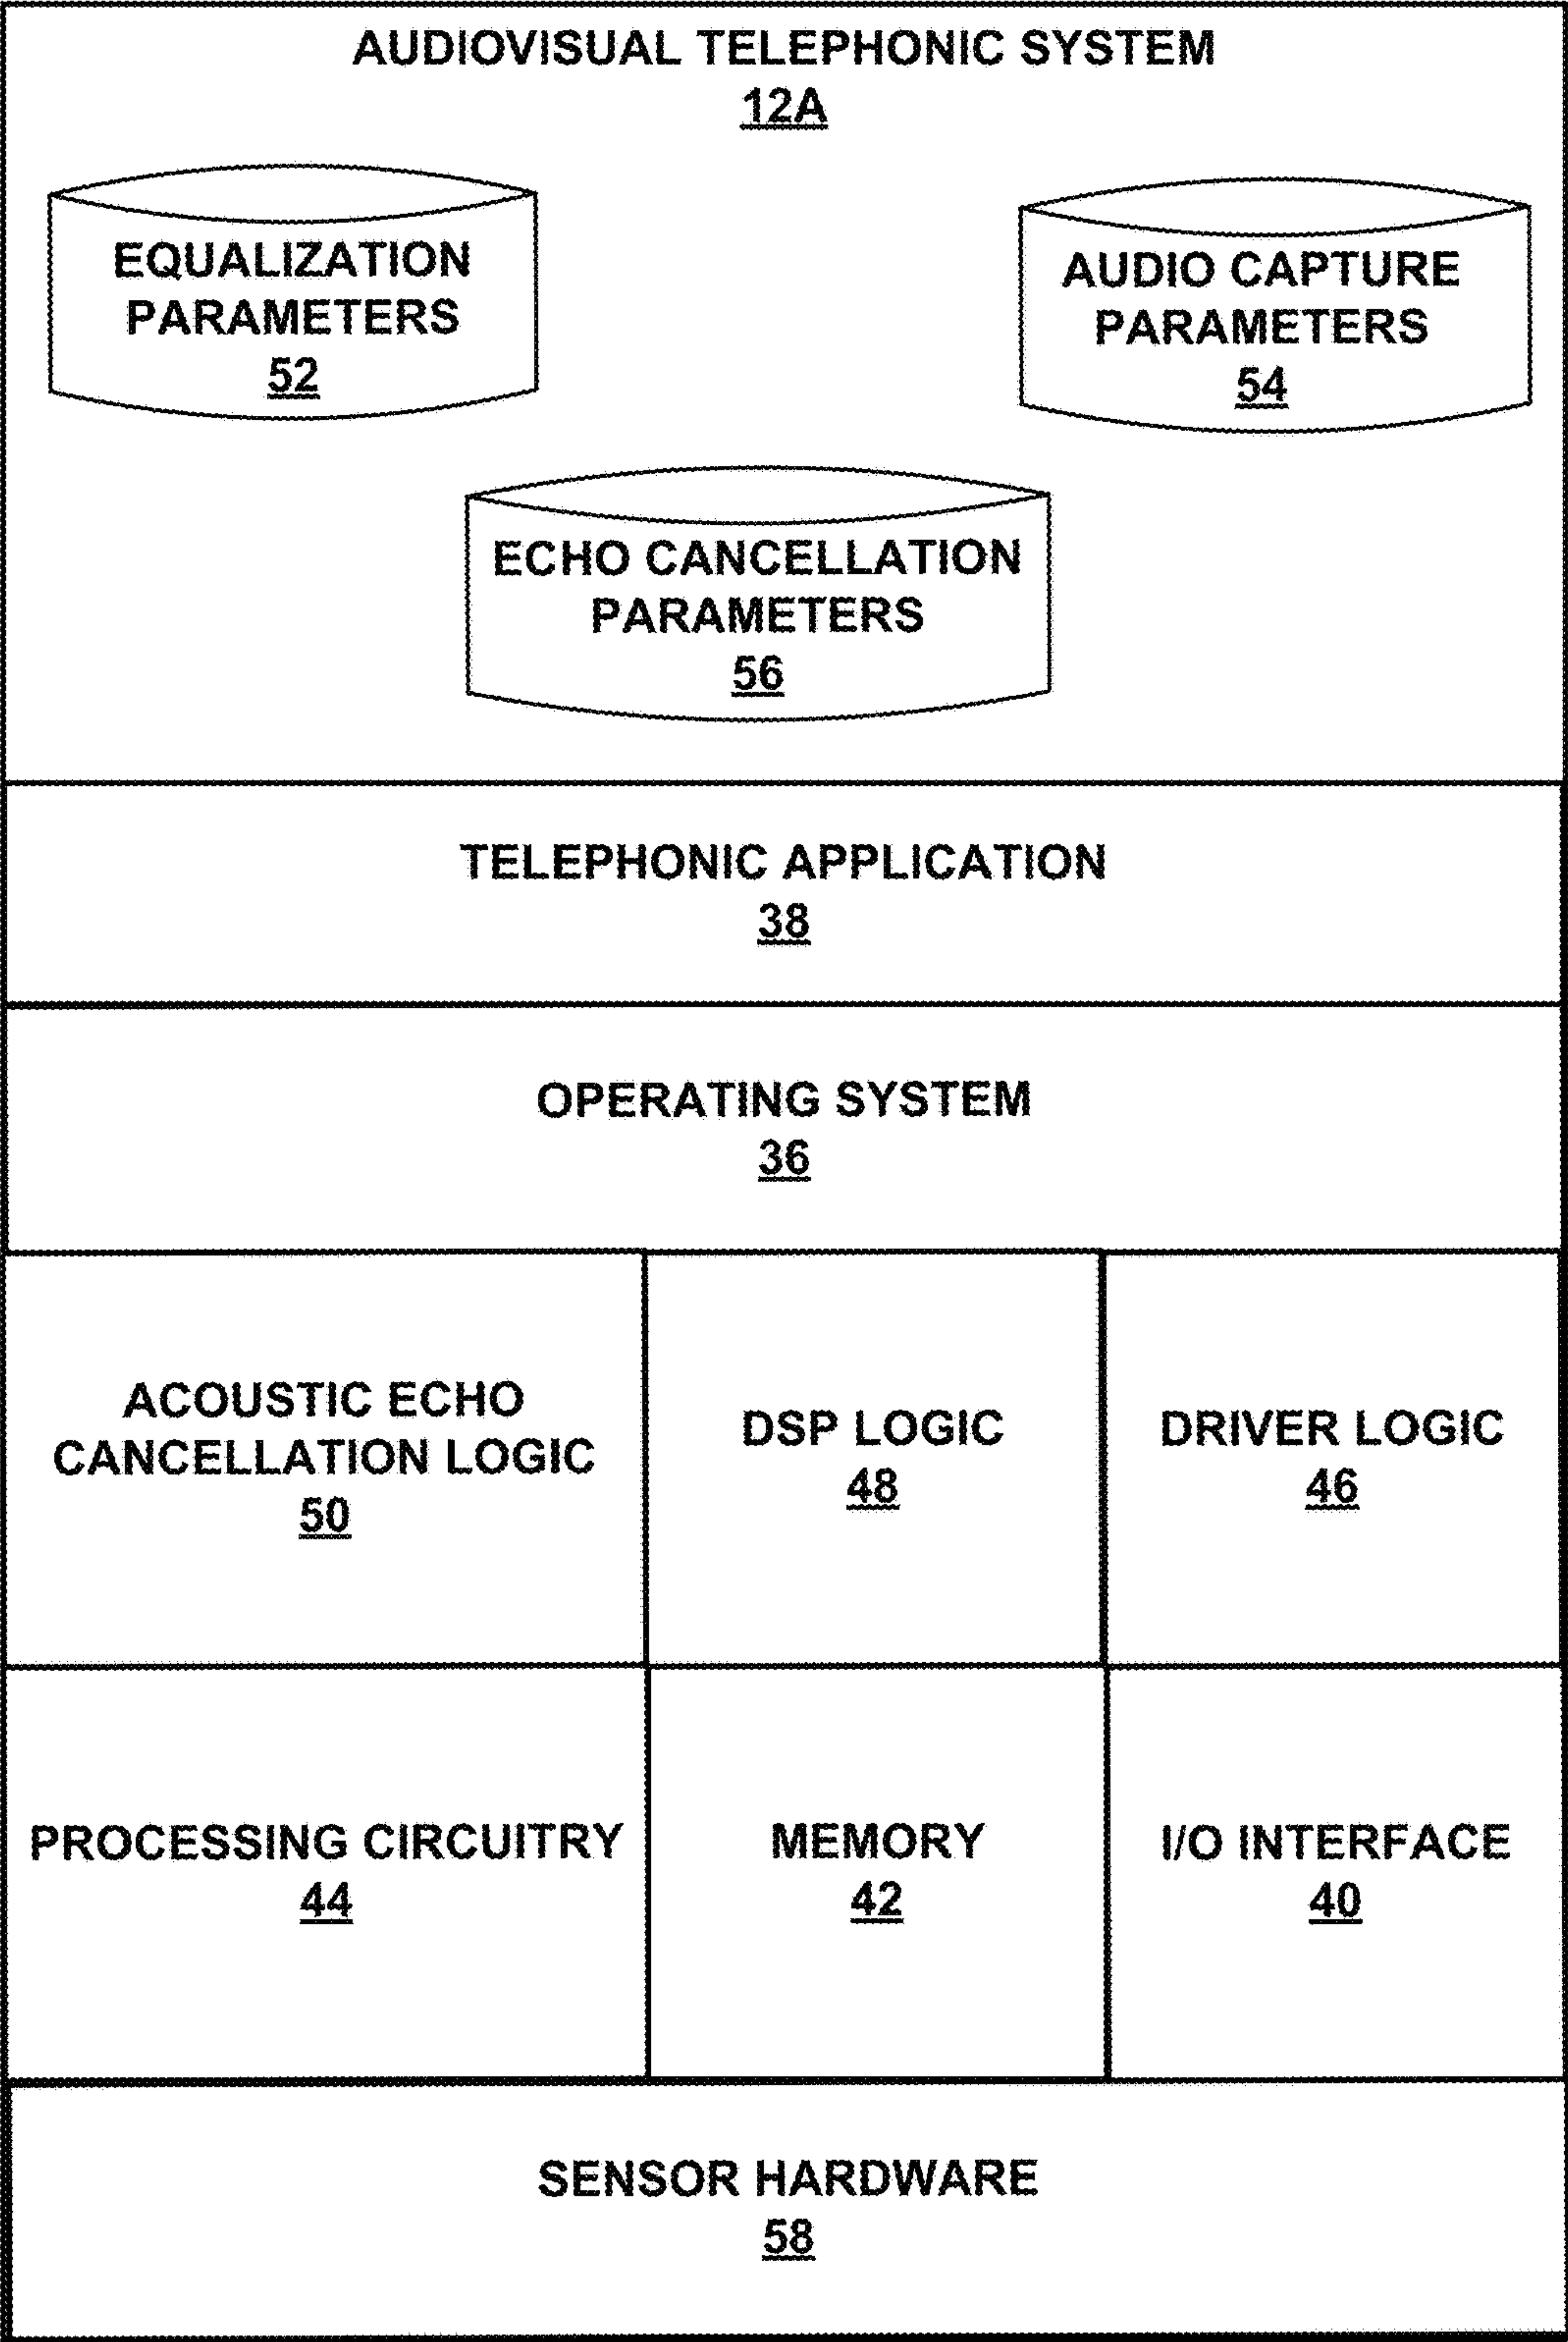 AUDIOVISUAL TELEPHONIC SYSTEM
12A
EQUALIZATION
PARAMETERS
52
AUDIO CAPTURE
PARAMETERS
54
ECHO CANCELLATION
PARAMETERS
56
TELEPHONIC APPLICATION
38
OPERATING SYSTEM
36
ACOUSTIC ECHO
CANCELLATION LOGIC
50
DSP LOGIC
48
DRIVER LOGIC
46
PROCESSING CIRCUITRY
44
MEMORY
42
I/O INTERFACE
40
SENSOR HARDWARE
58